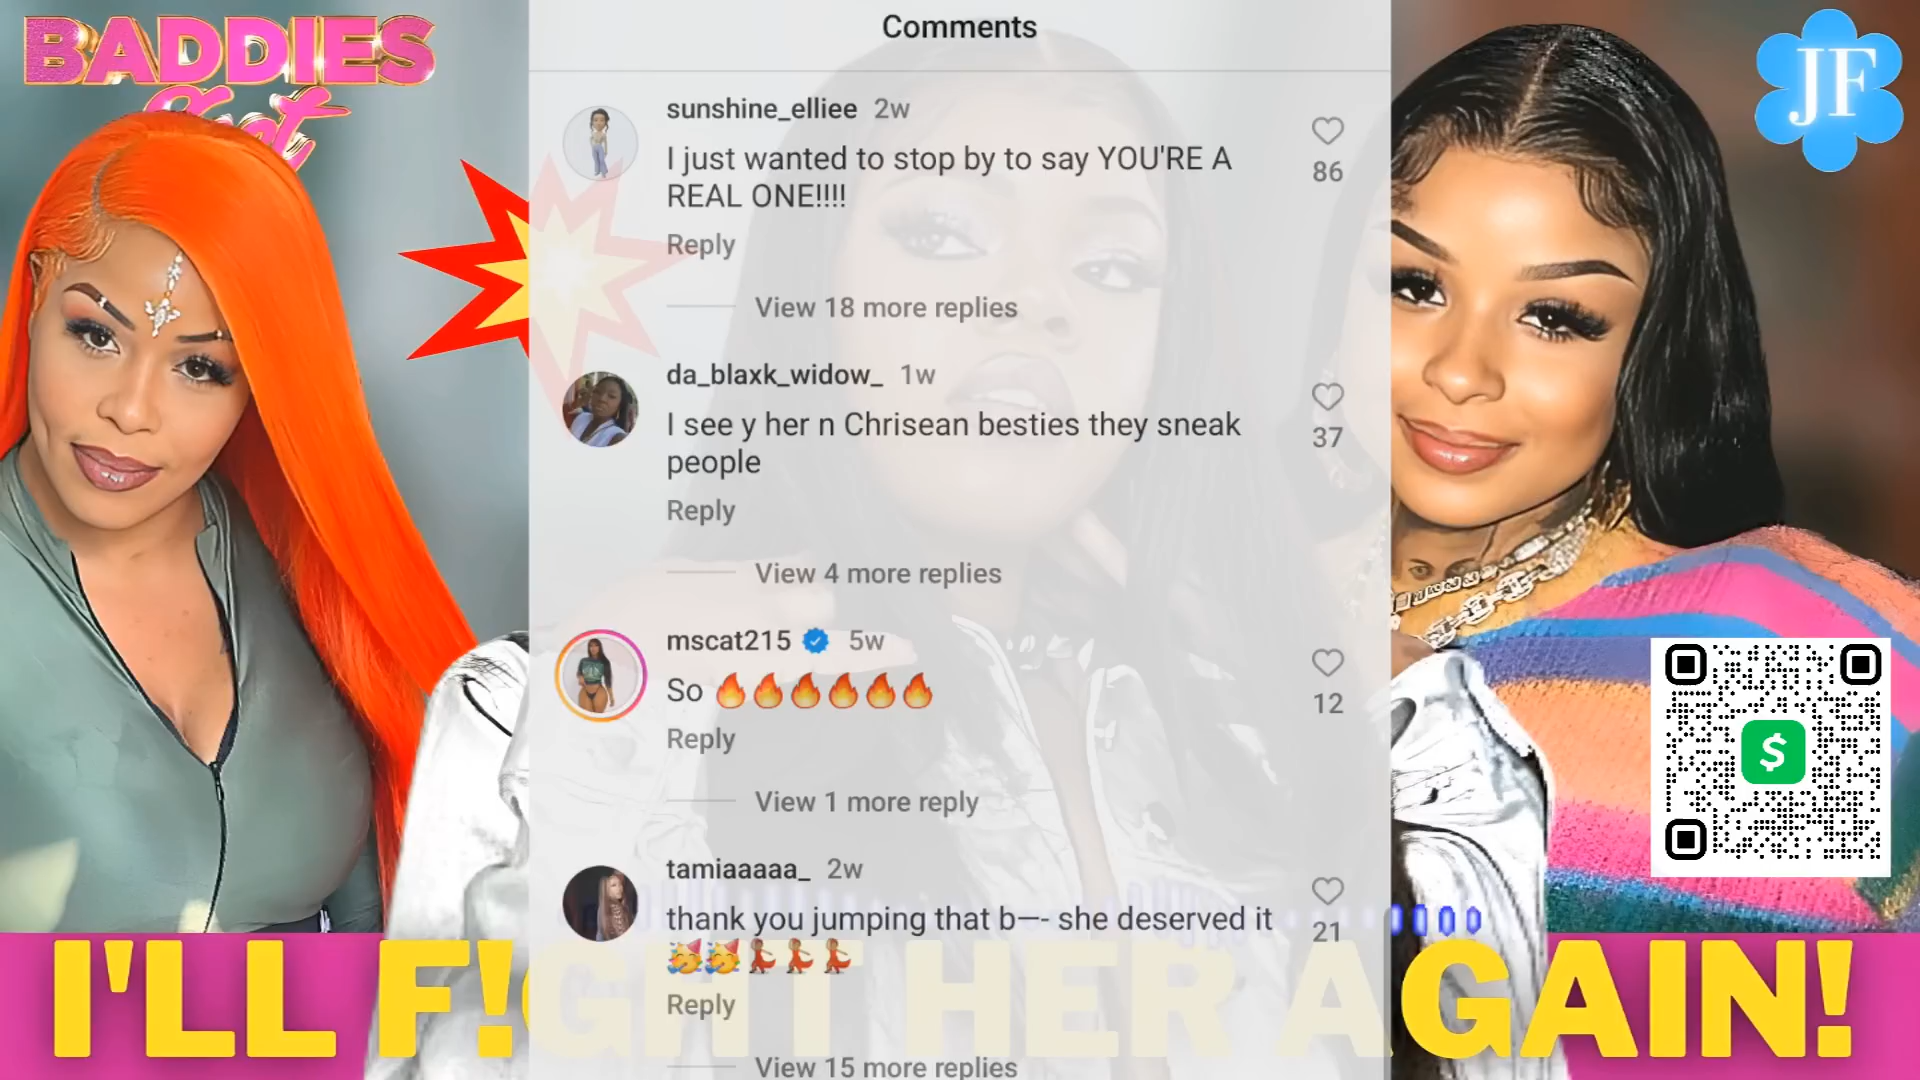 BADDIES
East
JF
Comments
sunshine_elliee 2w
I just wanted to stop by to say YOU'RE A
REAL ONE!!!!
86
Reply
View 18 more replies
da_blaxk_widow_ 1w
I see y her n Chrisean besties they sneak
people
37
Reply
View 4 more replies
mscat215 5w
So 🔥🔥🔥🔥🔥🔥
12
Reply
View 1 more reply
tamiaaaaa_ 2w
thank you jumping that b—- she deserved it
🥳🥳💃🏽💃🏽💃🏽
21
Reply
View 15 more replies
$
I'LL F!GHT HER AGAIN!